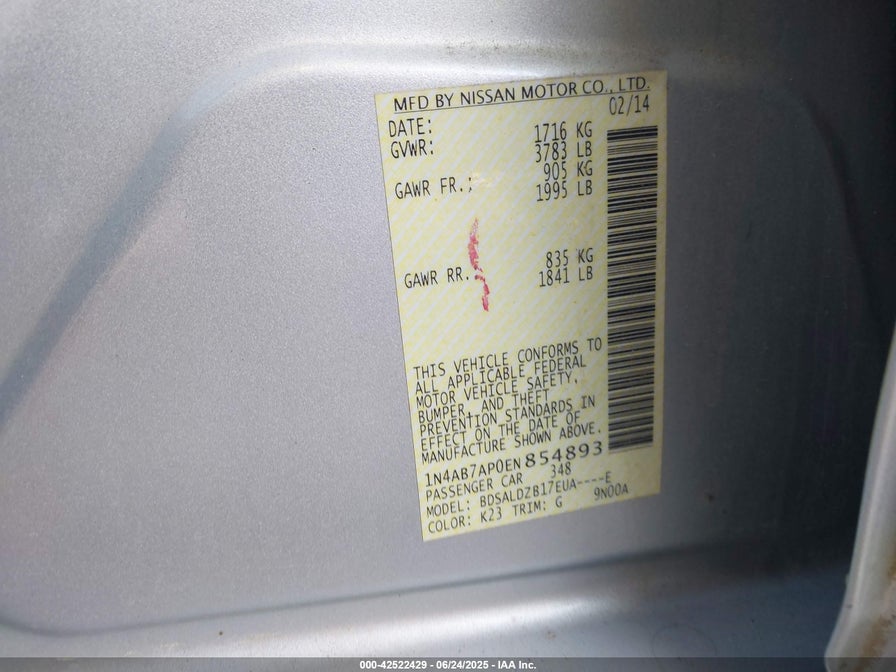 MFD BY NISSAN MOTOR CO., LTD.
DATE: 02/14
GVWR: 1716 KG
3783 LB
905 KG
GAWR FR.: 1995 LB
835 KG
GAWR RR. 1841 LB
THIS VEHICLE CONFORMS TO
ALL APPLICABLE FEDERAL
MOTOR VEHICLE SAFETY,
BUMPER, AND THEFT
PREVENTION STANDARDS IN
EFFECT ON THE DATE OF
MANUFACTURE SHOWN ABOVE.
1N4AB7AP0EN854893
PASSENGER CAR 348
MODEL: BDSALDZB17EUA----E
COLOR: K23 TRIM: G 9N00A
000-42522429 - 06/24/2025 - IAA Inc.